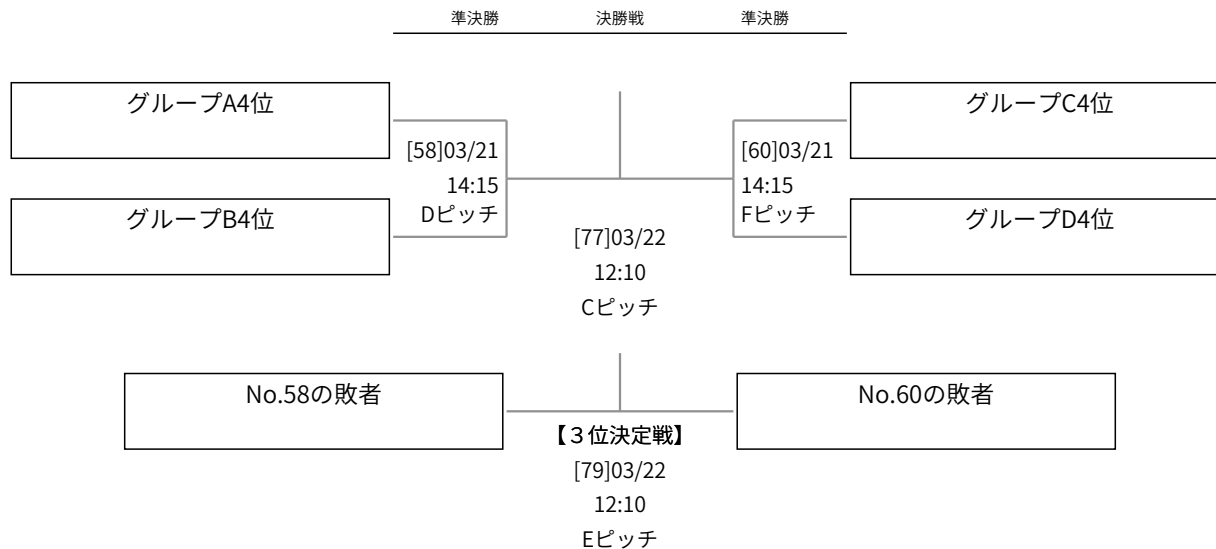 準決勝
決勝戦
準決勝
グループA4位
グループC4位
[58]03/21
14:15
Dピッチ
[60]03/21
14:15
Fピッチ
グループB4位
グループD4位
[77]03/22
12:10
Cピッチ
No.58の敗者
No.60の敗者
【３位決定戦】
[79]03/22
12:10
Eピッチ